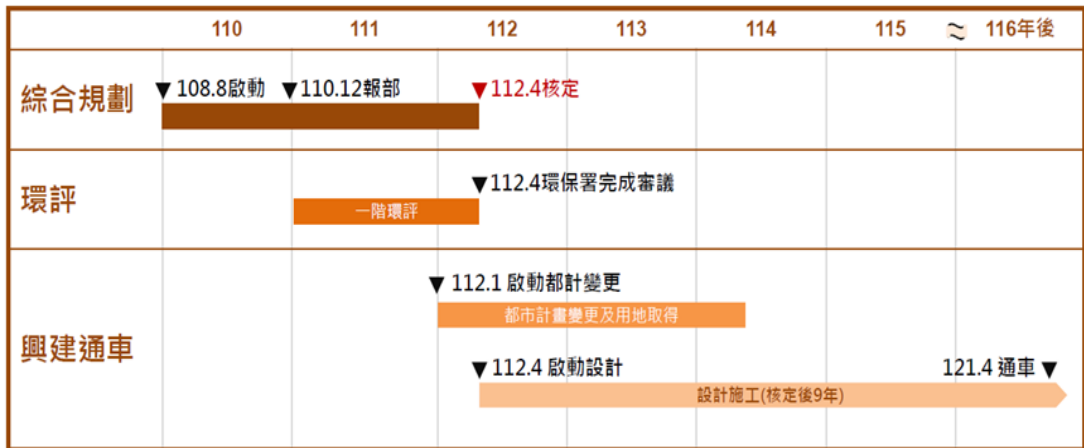 110 111 112 113 114 115 ≈ 116年後
綜合規劃
▼ 108.8啟動 ▼110.12報部 ▼112.4核定
環評
▼112.4環保署完成審議
一階環評
興建通車
▼ 112.1 啟動都計變更
都市計畫變更及用地取得
▼ 112.4 啟動設計 121.4 通車 ▼
設計施工(核定後9年)